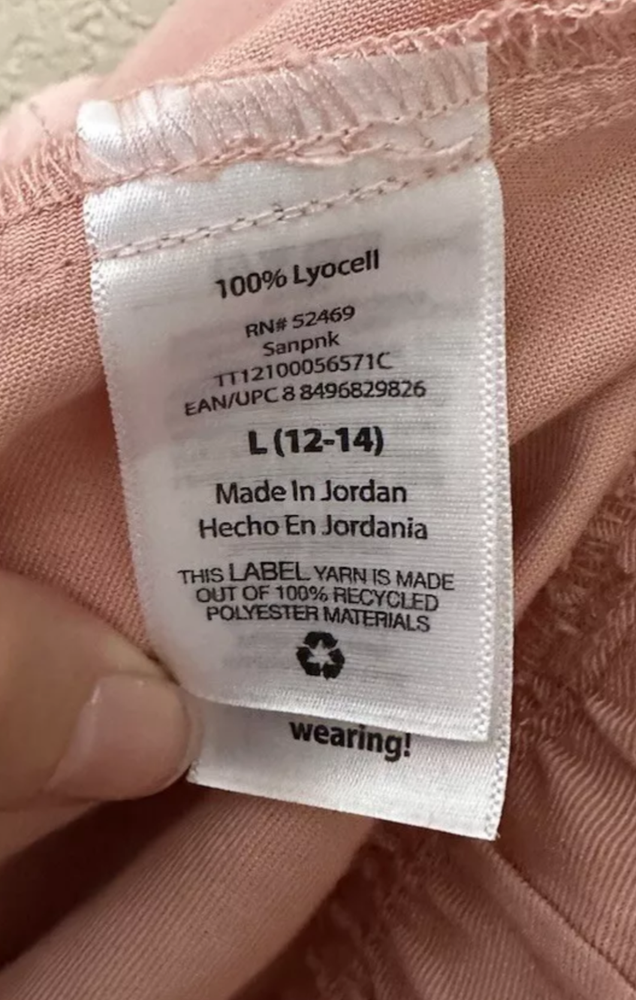 100% Lyocell
RN# 52469
Sanpnk
TT12100056571C
EAN/UPC 8 8496829826
L (12-14)
Made In Jordan
Hecho En Jordania
THIS LABEL YARN IS MADE
OUT OF 100% RECYCLED
POLYESTER MATERIALS
wearing!